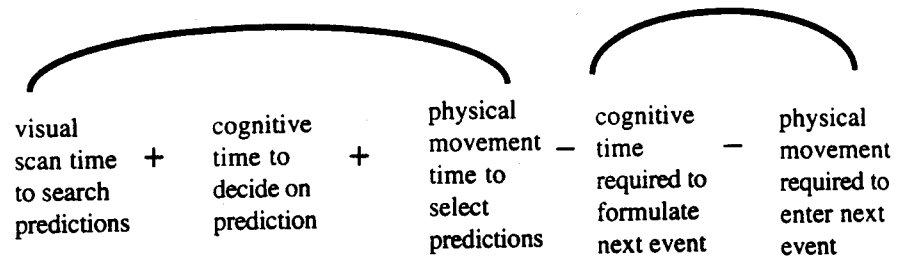 visual
scan time
to search
predictions
+
cognitive
time to
decide on
prediction
+
physical
movement
time to
select
predictions
–
cognitive
time
required to
formulate
next event
–
physical
movement
required to
enter next
event